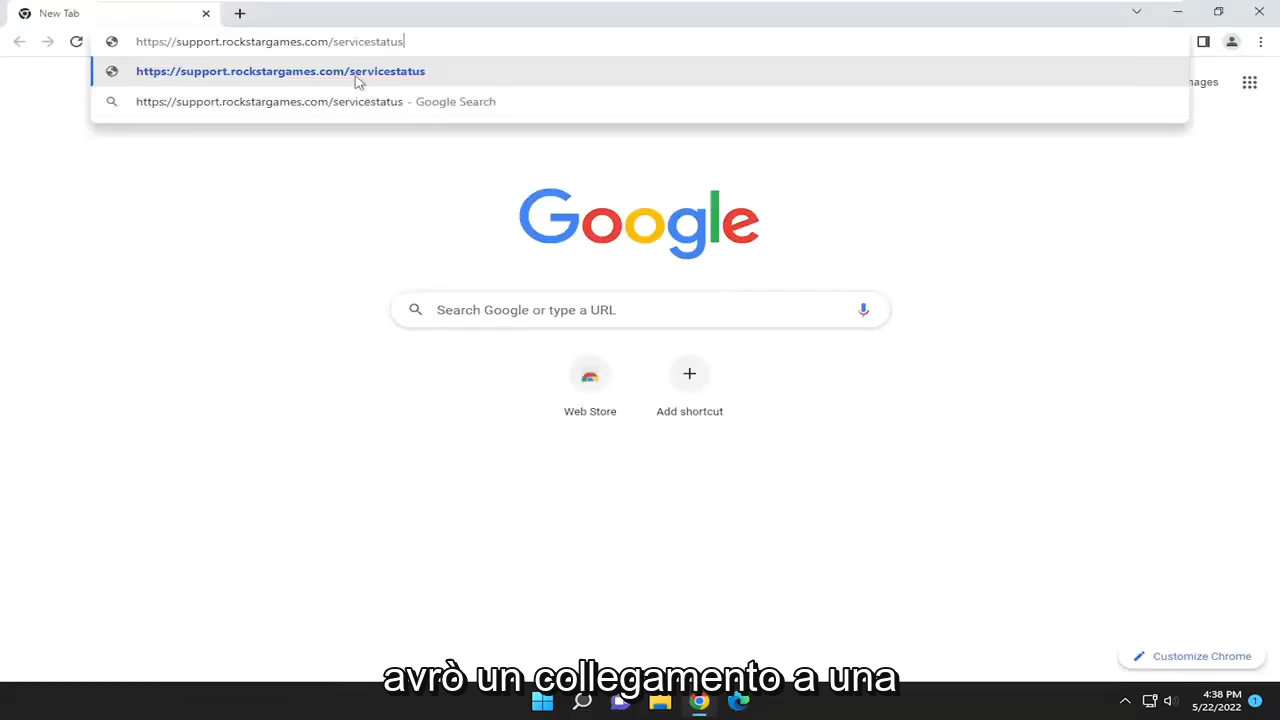 New Tab
https://support.rockstargames.com/servicestatus
https://support.rockstargames.com/servicestatus
https://support.rockstargames.com/servicestatus - Google Search
Google
Search Google or type a URL
Web Store
Add shortcut
Customize Chrome
avrò un collegamento a una
4:38 PM
5/22/2022
1